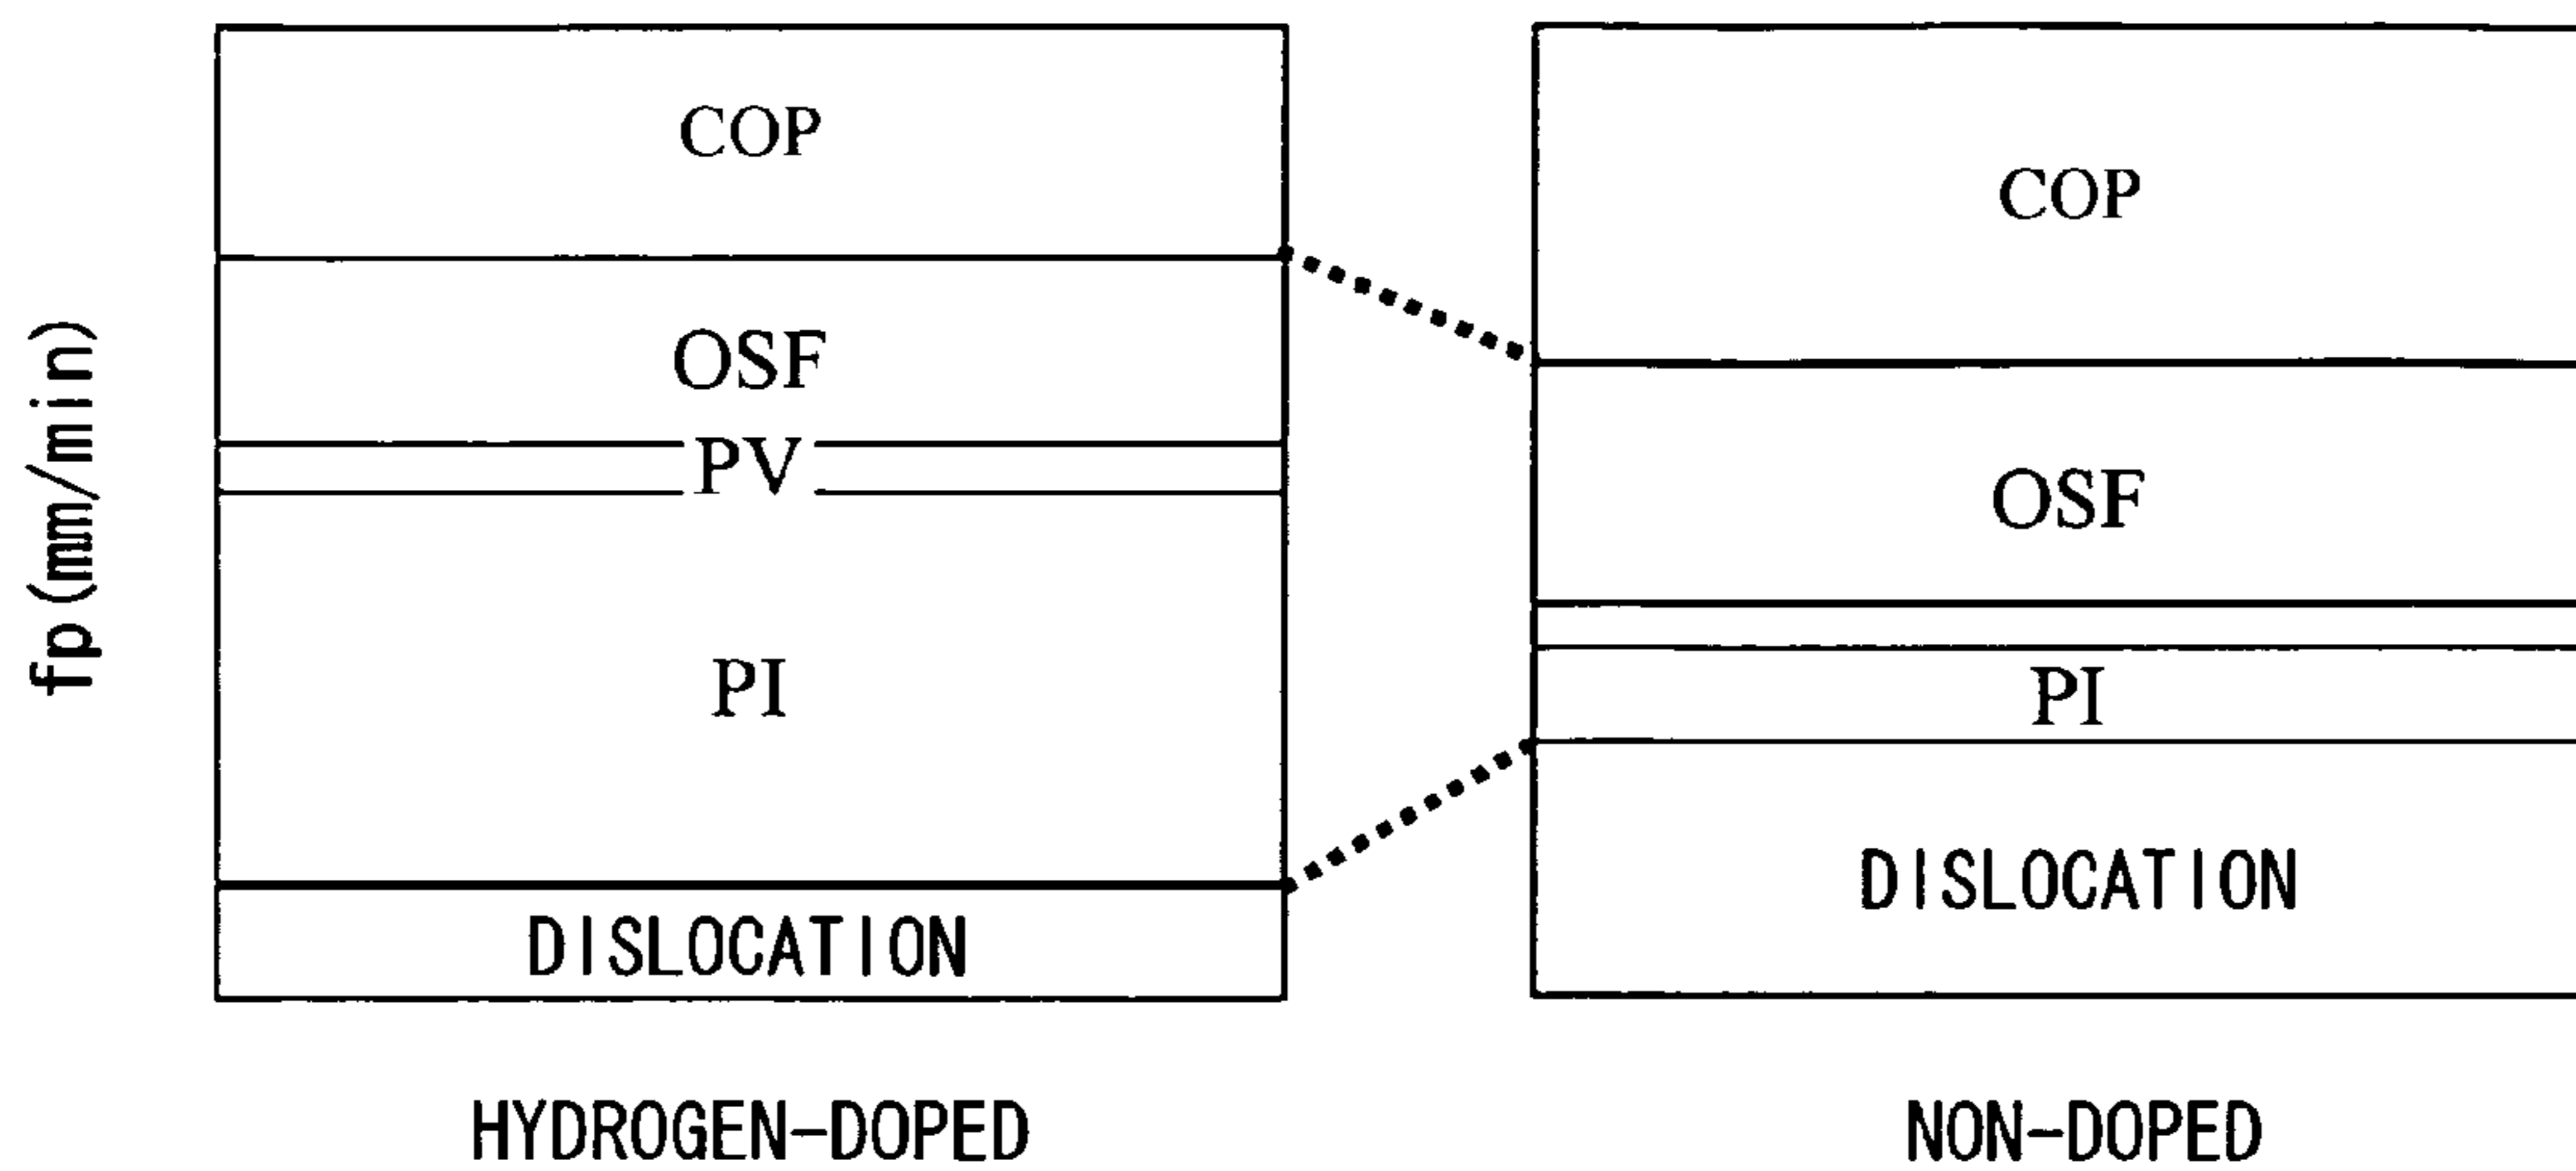 fp(mm/min)
COP
OSF
PV
PI
DISLOCATION
HYDROGEN-DOPED
COP
OSF
PI
DISLOCATION
NON-DOPED